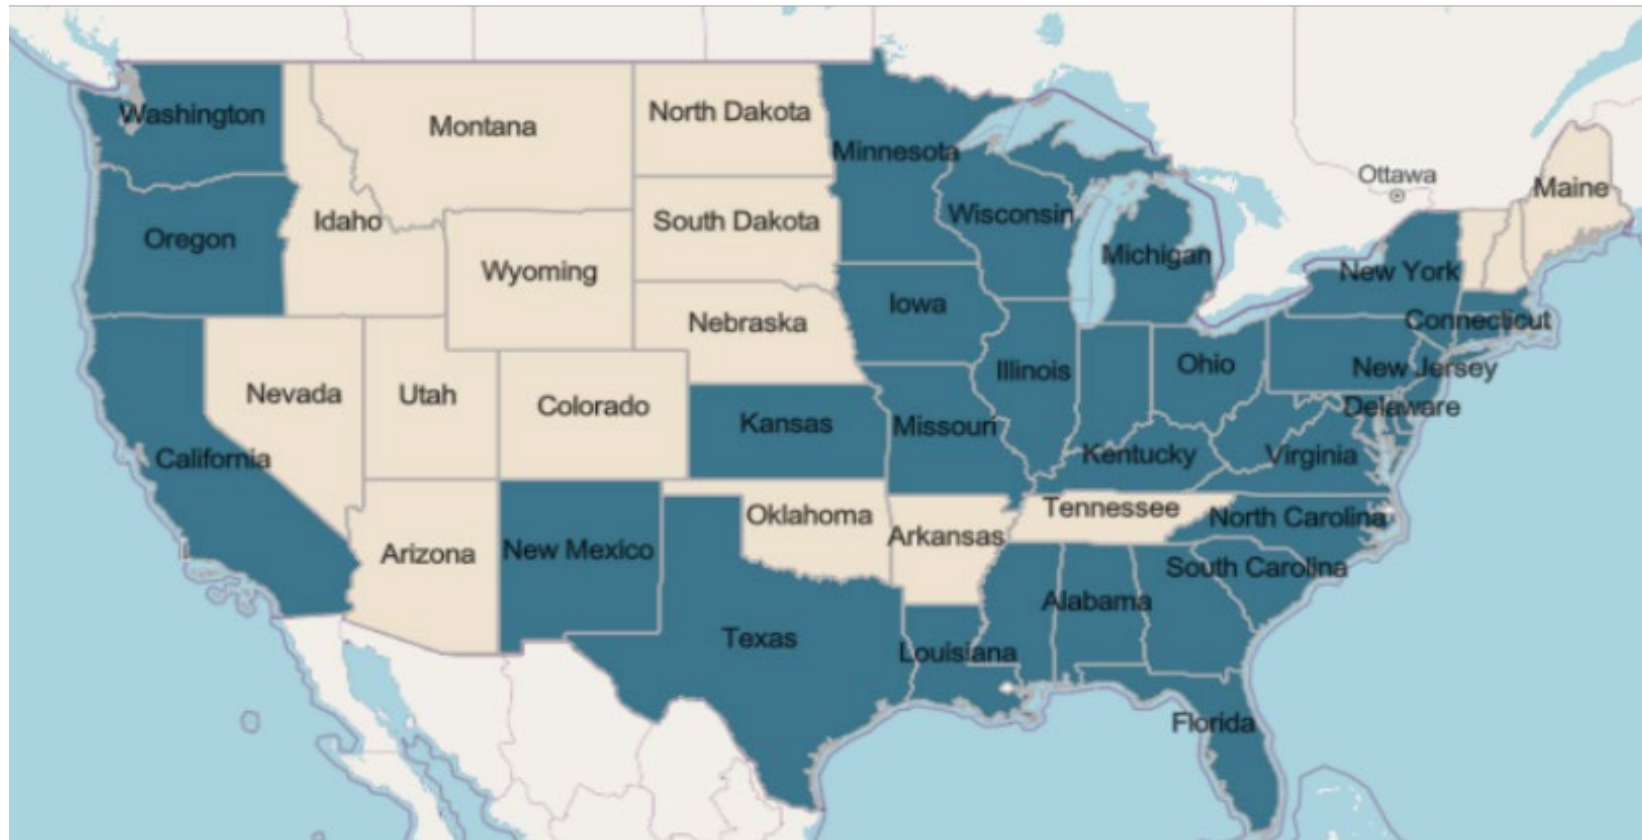 Washington
Montana
North Dakota
Minnesota
Ottawa
Maine
Idaho
South Dakota
Wisconsin
Oregon
Michigan
Wyoming
New York
Iowa
Nebraska
Connecticut
Illinois
Ohio
New Jersey
Nevada
Utah
Colorado
Delaware
Kansas
Missouri
California
Kentucky
Virginia
Tennessee
Oklahoma
North Carolina
Arkansas
New Mexico
Arizona
South Carolina
Alabama
Texas
Louisiana
Florida